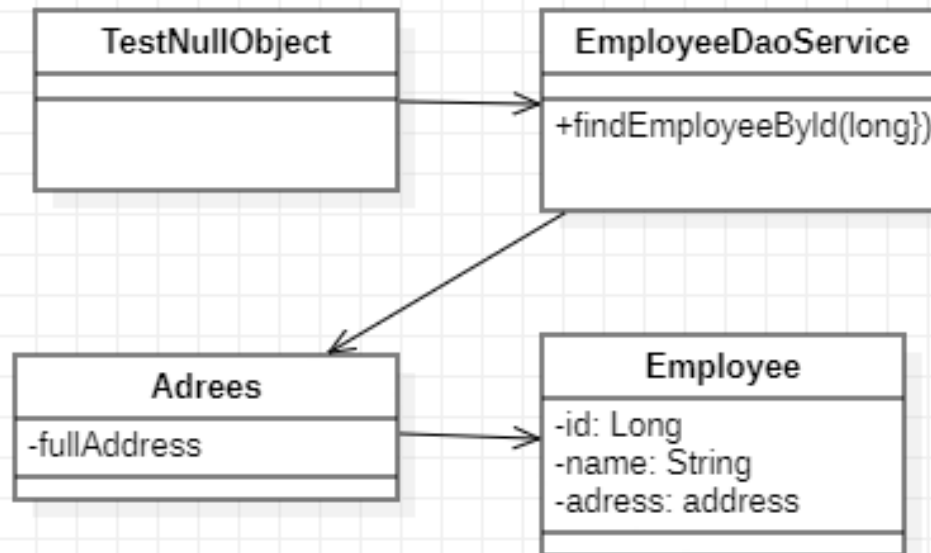 TestNullObject
EmployeeDaoService
+findEmployeeById(long})
Adrees
-fullAddress
Employee
-id: Long
-name: String
-adress: address